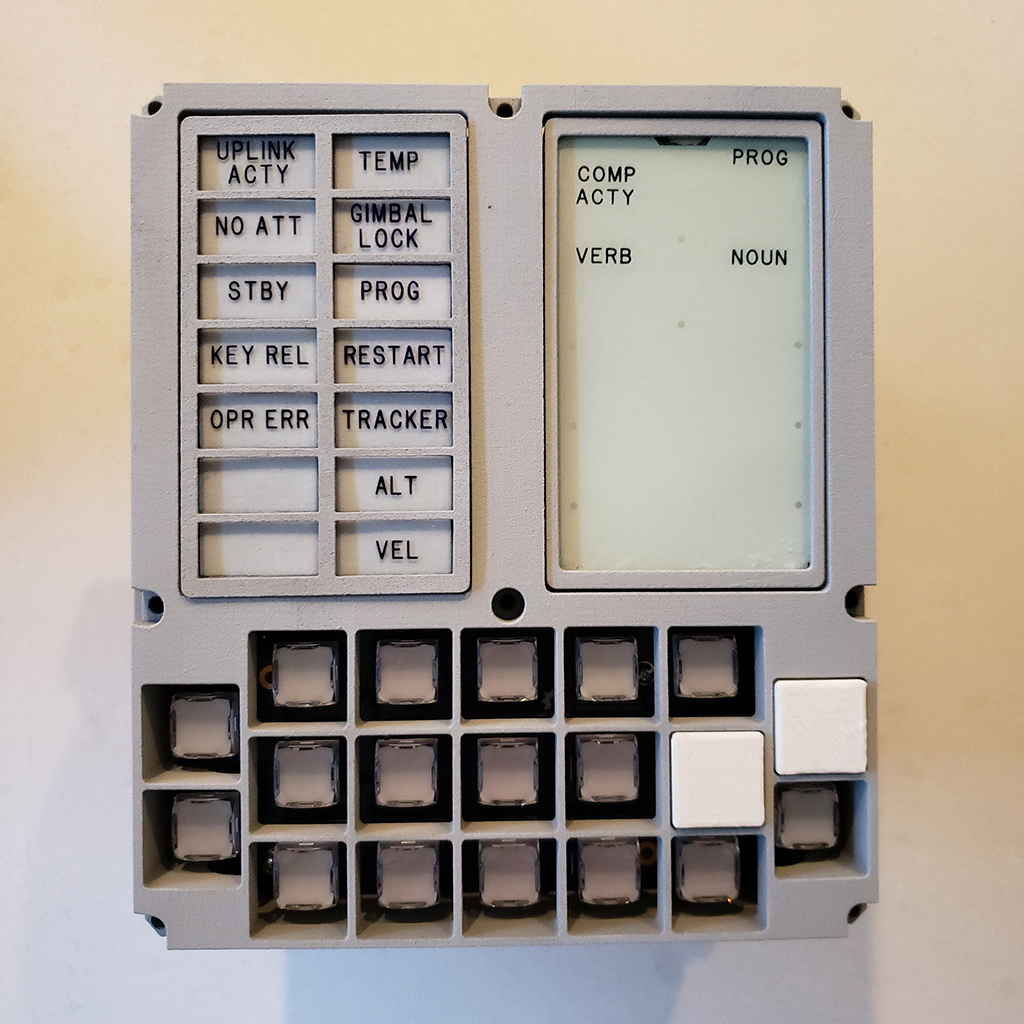 UPLINK
ACTY
TEMP
NO ATT
GIMBAL
LOCK
STBY
PROG
KEY REL
RESTART
OPR ERR
TRACKER
ALT
VEL
COMP
ACTY
PROG
VERB
NOUN